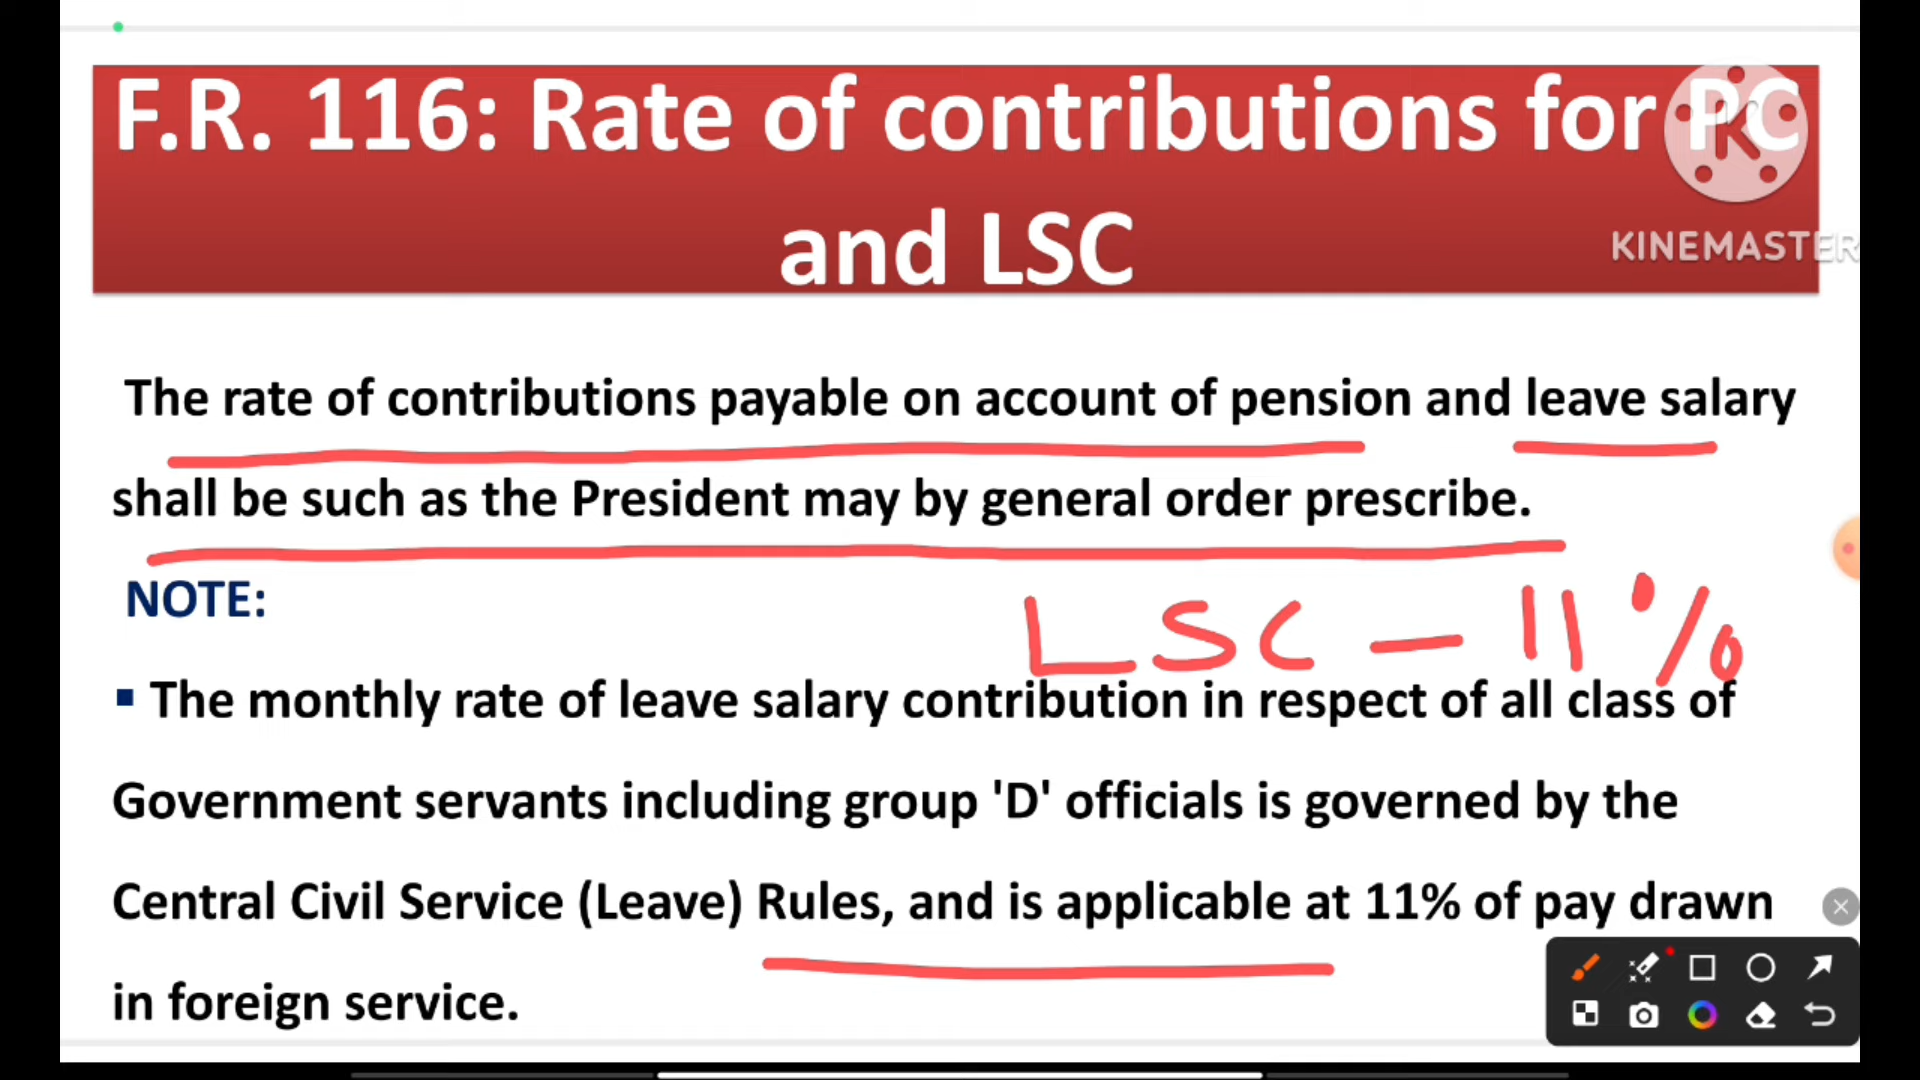 F.R. 116: Rate of contributions for PC
and LSC
KINEMASTER
The rate of contributions payable on account of pension and leave salary
shall be such as the President may by general order prescribe.
NOTE:
LSC – 11%
▪ The monthly rate of leave salary contribution in respect of all class of
Government servants including group 'D' officials is governed by the
Central Civil Service (Leave) Rules, and is applicable at 11% of pay drawn
in foreign service.